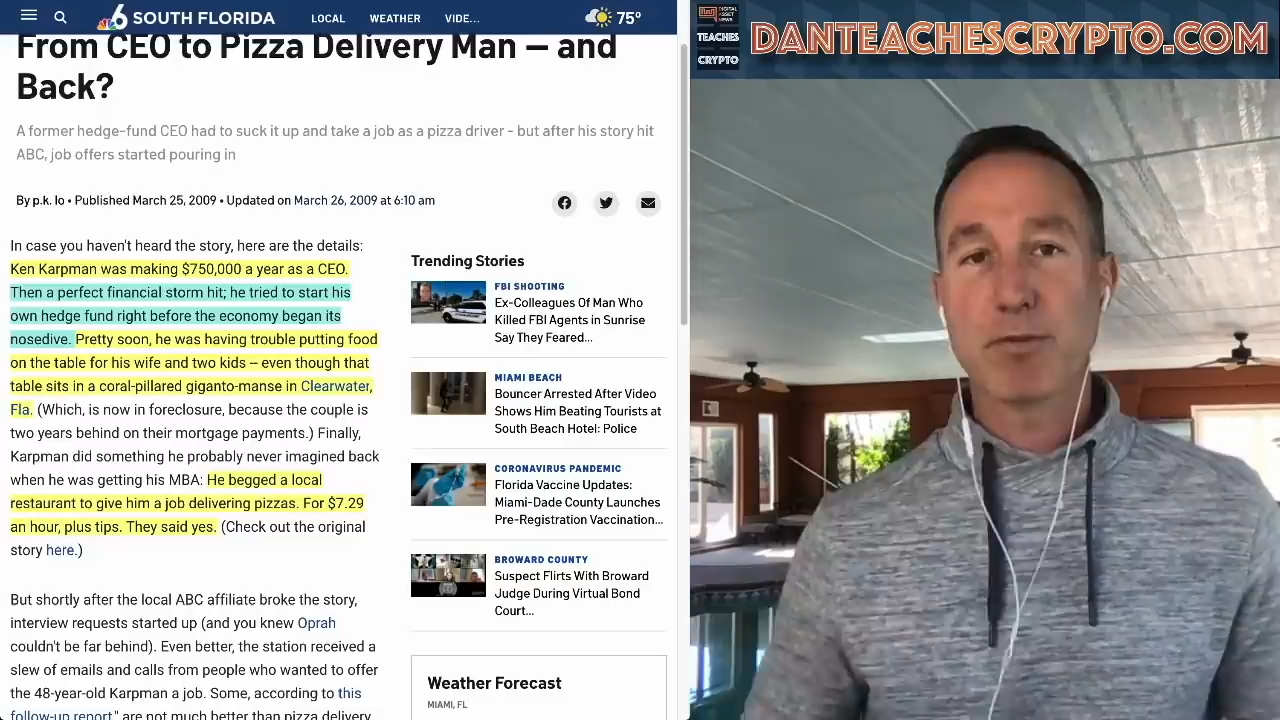 6 SOUTH FLORIDA
LOCAL WEATHER VIDE... 75°
From CEO to Pizza Delivery Man — and
Back?
A former hedge-fund CEO had to suck it up and take a job as a pizza driver - but after his story hit
ABC, job offers started pouring in
By p.k. lo • Published March 25, 2009 • Updated on March 26, 2009 at 6:10 am
In case you haven't heard the story, here are the details:
Ken Karpman was making $750,000 a year as a CEO.
Then a perfect financial storm hit; he tried to start his
own hedge fund right before the economy began its
nosedive. Pretty soon, he was having trouble putting food
on the table for his wife and two kids -- even though that
table sits in a coral-pillared giganto-manse in Clearwater,
Fla. (Which, is now in foreclosure, because the couple is
two years behind on their mortgage payments.) Finally,
Karpman did something he probably never imagined back
when he was getting his MBA: He begged a local
restaurant to give him a job delivering pizzas. For $7.29
an hour, plus tips. They said yes. (Check out the original
story here.)
But shortly after the local ABC affiliate broke the story,
interview requests started up (and you knew Oprah
couldn't be far behind). Even better, the station received a
slew of emails and calls from people who wanted to offer
the 48-year-old Karpman a job. Some, according to this
follow-up report," are not much better than pizza delivery
Trending Stories
FBI SHOOTING
Ex-Colleagues Of Man Who
Killed FBI Agents in Sunrise
Say They Feared...
MIAMI BEACH
Bouncer Arrested After Video
Shows Him Beating Tourists at
South Beach Hotel: Police
CORONAVIRUS PANDEMIC
Florida Vaccine Updates:
Miami-Dade County Launches
Pre-Registration Vaccination...
BROWARD COUNTY
Suspect Flirts With Broward
Judge During Virtual Bond
Court...
Weather Forecast
MIAMI, FL
DIGITAL
ASSET
NEWS
TEACHES
CRYPTO
DANTEACHESCRYPTO.COM